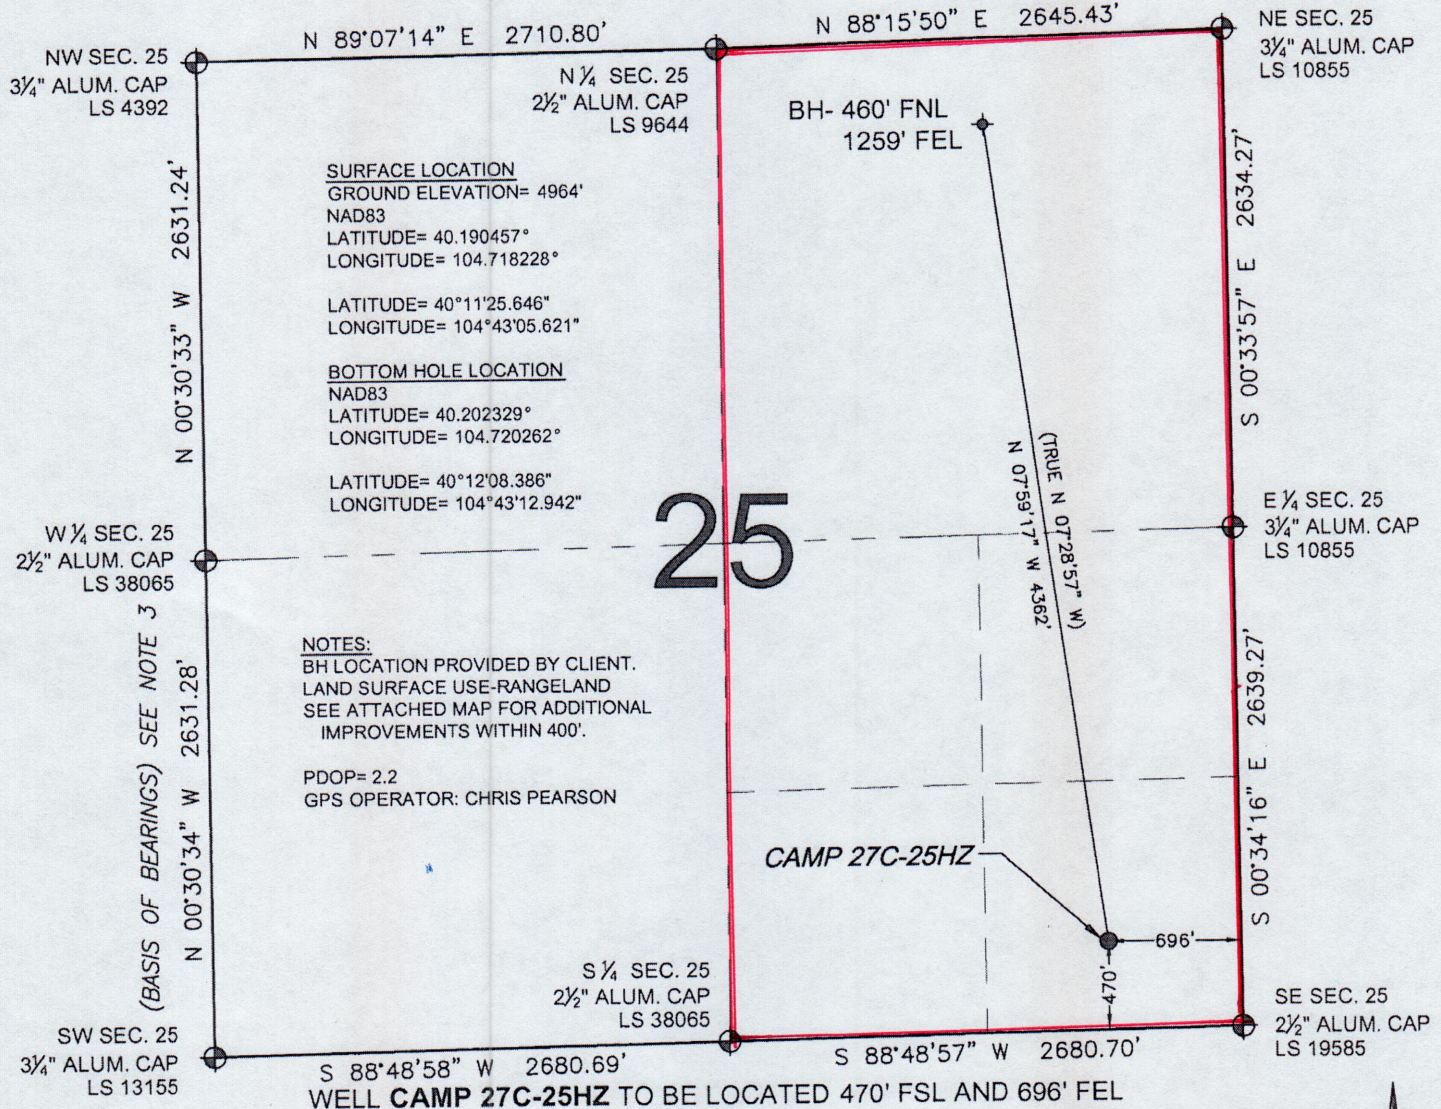 N 89°07'14" E 2710.80'
N 88°15'50" E 2645.43'
NW SEC. 25
3¼" ALUM. CAP
LS 4392
N ¼ SEC. 25
2½" ALUM. CAP
LS 9644
NE SEC. 25
3¼" ALUM. CAP
LS 10855
BH- 460' FNL
1259' FEL
SURFACE LOCATION
GROUND ELEVATION= 4964'
NAD83
LATITUDE= 40.190457°
LONGITUDE= 104.718228°
LATITUDE= 40°11'25.646"
LONGITUDE= 104°43'05.621"
BOTTOM HOLE LOCATION
NAD83
LATITUDE= 40.202329°
LONGITUDE= 104.720262°
LATITUDE= 40°12'08.386"
LONGITUDE= 104°43'12.942"
N 00°30'33" W 2631.24'
S 00°33'57" E 2634.27'
25
(TRUE N 07°28'57" W)
N 07°59'17" W 4362'
W ¼ SEC. 25
2½" ALUM. CAP
LS 38065
E ¼ SEC. 25
3¼" ALUM. CAP
LS 10855
NOTES:
BH LOCATION PROVIDED BY CLIENT.
LAND SURFACE USE-RANGELAND
SEE ATTACHED MAP FOR ADDITIONAL
IMPROVEMENTS WITHIN 400'.
PDOP= 2.2
GPS OPERATOR: CHRIS PEARSON
(BASIS OF BEARINGS) SEE NOTE 3
N 00°30'34" W 2631.28'
S 00°34'16" E 2639.27'
CAMP 27C-25HZ
696'
470'
S ¼ SEC. 25
2½" ALUM. CAP
LS 38065
SW SEC. 25
3¼" ALUM. CAP
LS 13155
SE SEC. 25
2½" ALUM. CAP
LS 19585
S 88°48'58" W 2680.69'
S 88°48'57" W 2680.70'
WELL CAMP 27C-25HZ TO BE LOCATED 470' FSL AND 696' FEL